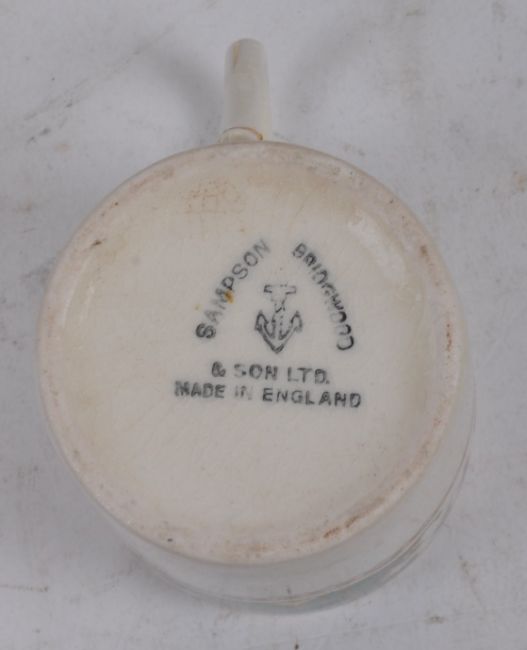 SAMPSON BRIDGWOOD
& SON LTD.
MADE IN ENGLAND